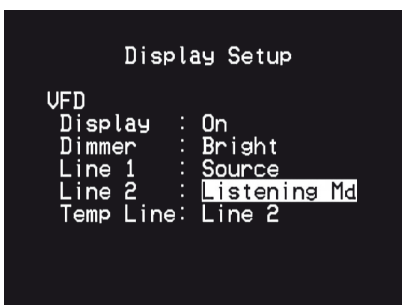 Display Setup
VFD
Display : On
Dimmer : Bright
Line 1 : Source
Line 2 : Listening Md
Temp Line: Line 2